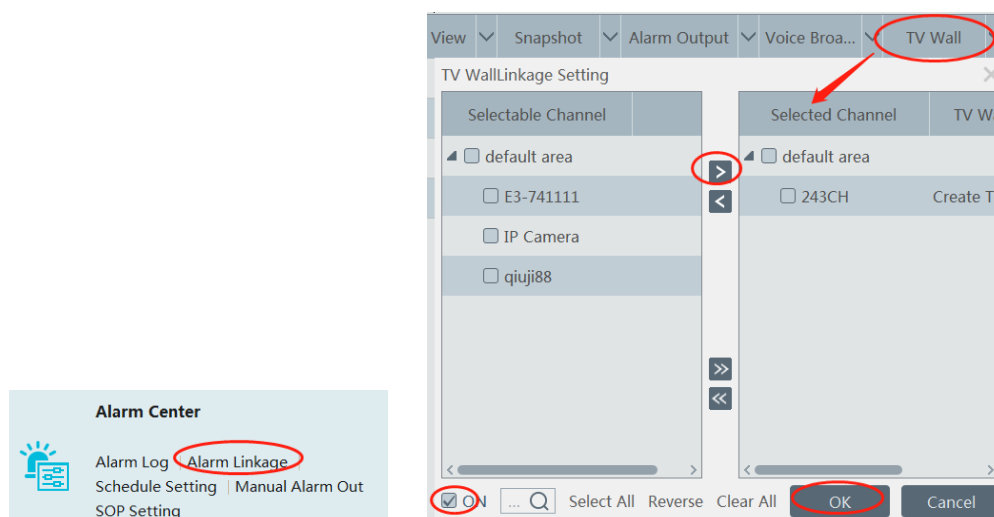 View Snapshot Alarm Output Voice Broa... TV Wall
TV WallLinkage Setting
Selectable Channel Selected Channel TV W
default area default area
E3-741111 243CH Create T
IP Camera
qiuji88
ON ... Select All Reverse Clear All OK Cancel
Alarm Center
Alarm Log | Alarm Linkage |
Schedule Setting | Manual Alarm Out
SOP Setting